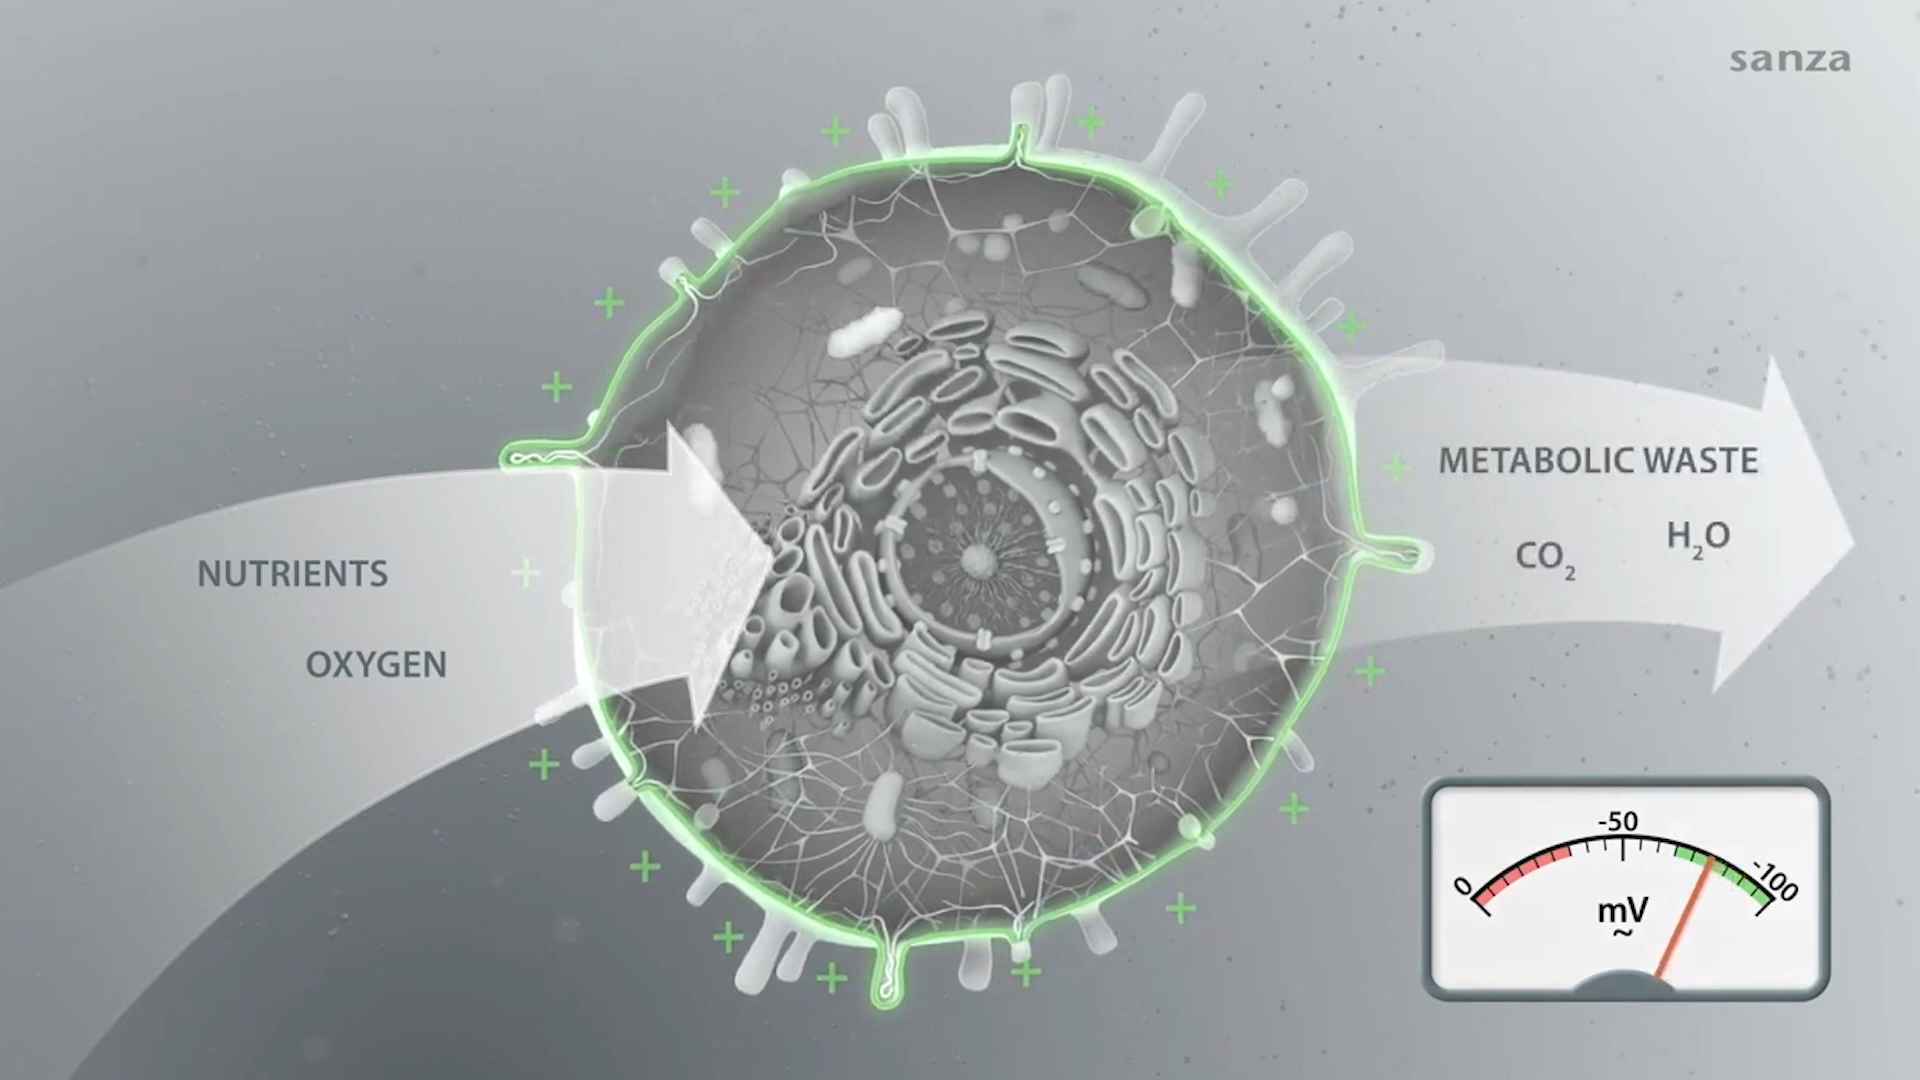 sanza
METABOLIC WASTE
CO₂
H₂O
NUTRIENTS
OXYGEN
0
-50
-100
mV
~